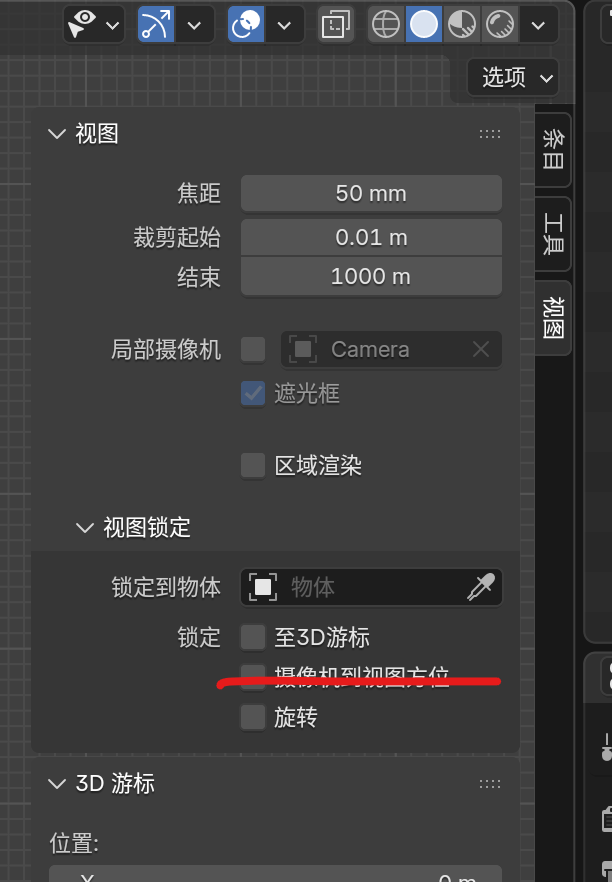 选项
视图
条目
工具
视图
焦距 50 mm
裁剪起始 0.01 m
结束 1000 m
局部摄像机 Camera
遮光框
区域渲染
视图锁定
锁定到物体 物体
锁定 至3D游标
摄像机到视图方位
旋转
3D 游标
位置:
X 0 m